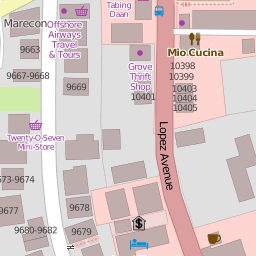 Tabing
Daan
Marecon
Offshore
Airways
Travel
& Tours
9663
Mio Cucina
9667-9668
Grove
Thrift
Shop
10398
10399
9669
10401
10403
10404
10405
Lopez Avenue
Twenty-O-Seven
Mini-Store
9673-9674
9677
9678
9680-9682
9679
$